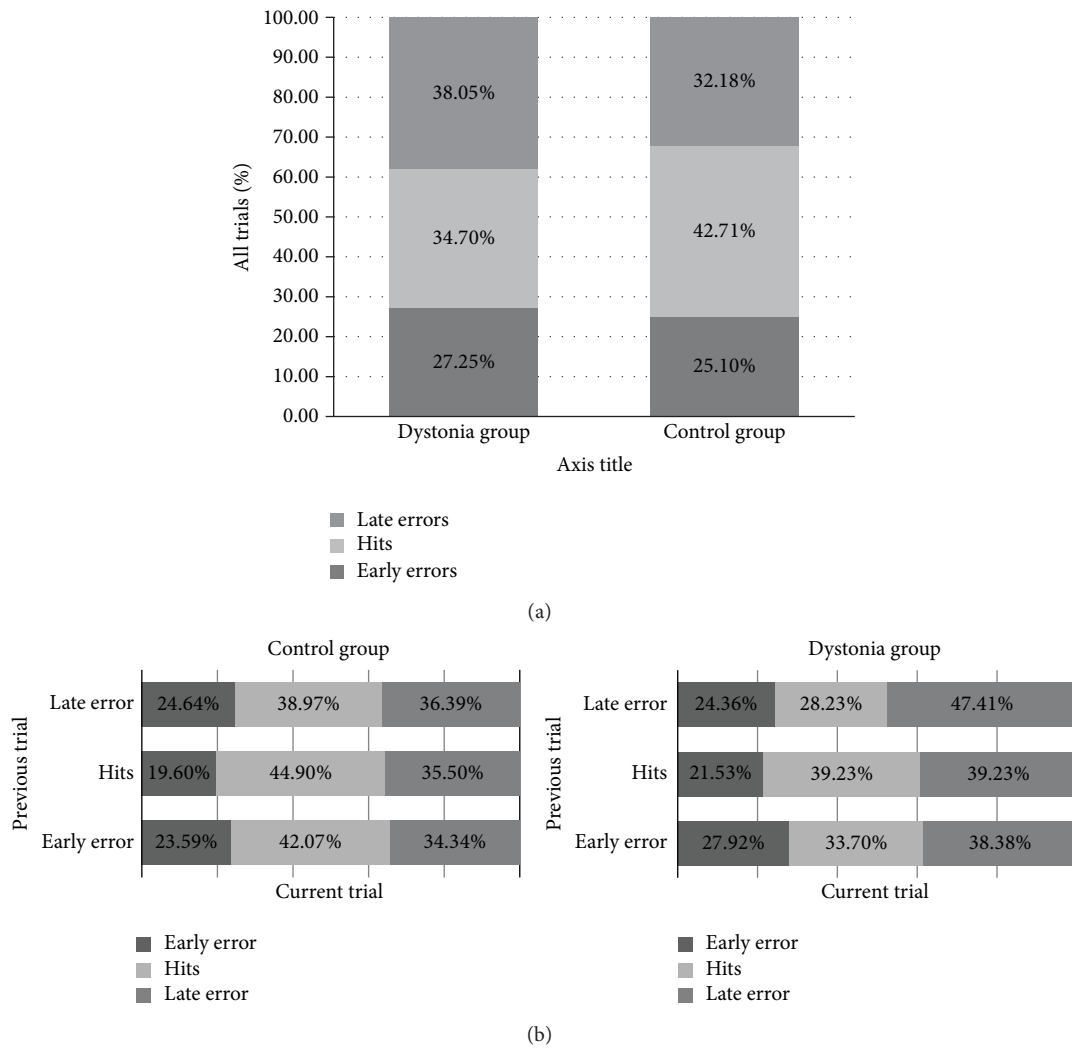 100.00
90.00
80.00
70.00
60.00
50.00
40.00
30.00
20.00
10.00
0.00
All trials (%)
38.05%
34.70%
27.25%
32.18%
42.71%
25.10%
Dystonia group
Control group
Axis title
Late errors
Hits
Early errors
(a)
Control group
Previous trial
Late error
24.64% 38.97% 36.39%
Hits
19.60% 44.90% 35.50%
Early error
23.59% 42.07% 34.34%
Current trial
Early error
Hits
Late error
Dystonia group
Previous trial
Late error
24.36% 28.23% 47.41%
Hits
21.53% 39.23% 39.23%
Early error
27.92% 33.70% 38.38%
Current trial
Early error
Hits
Late error
(b)